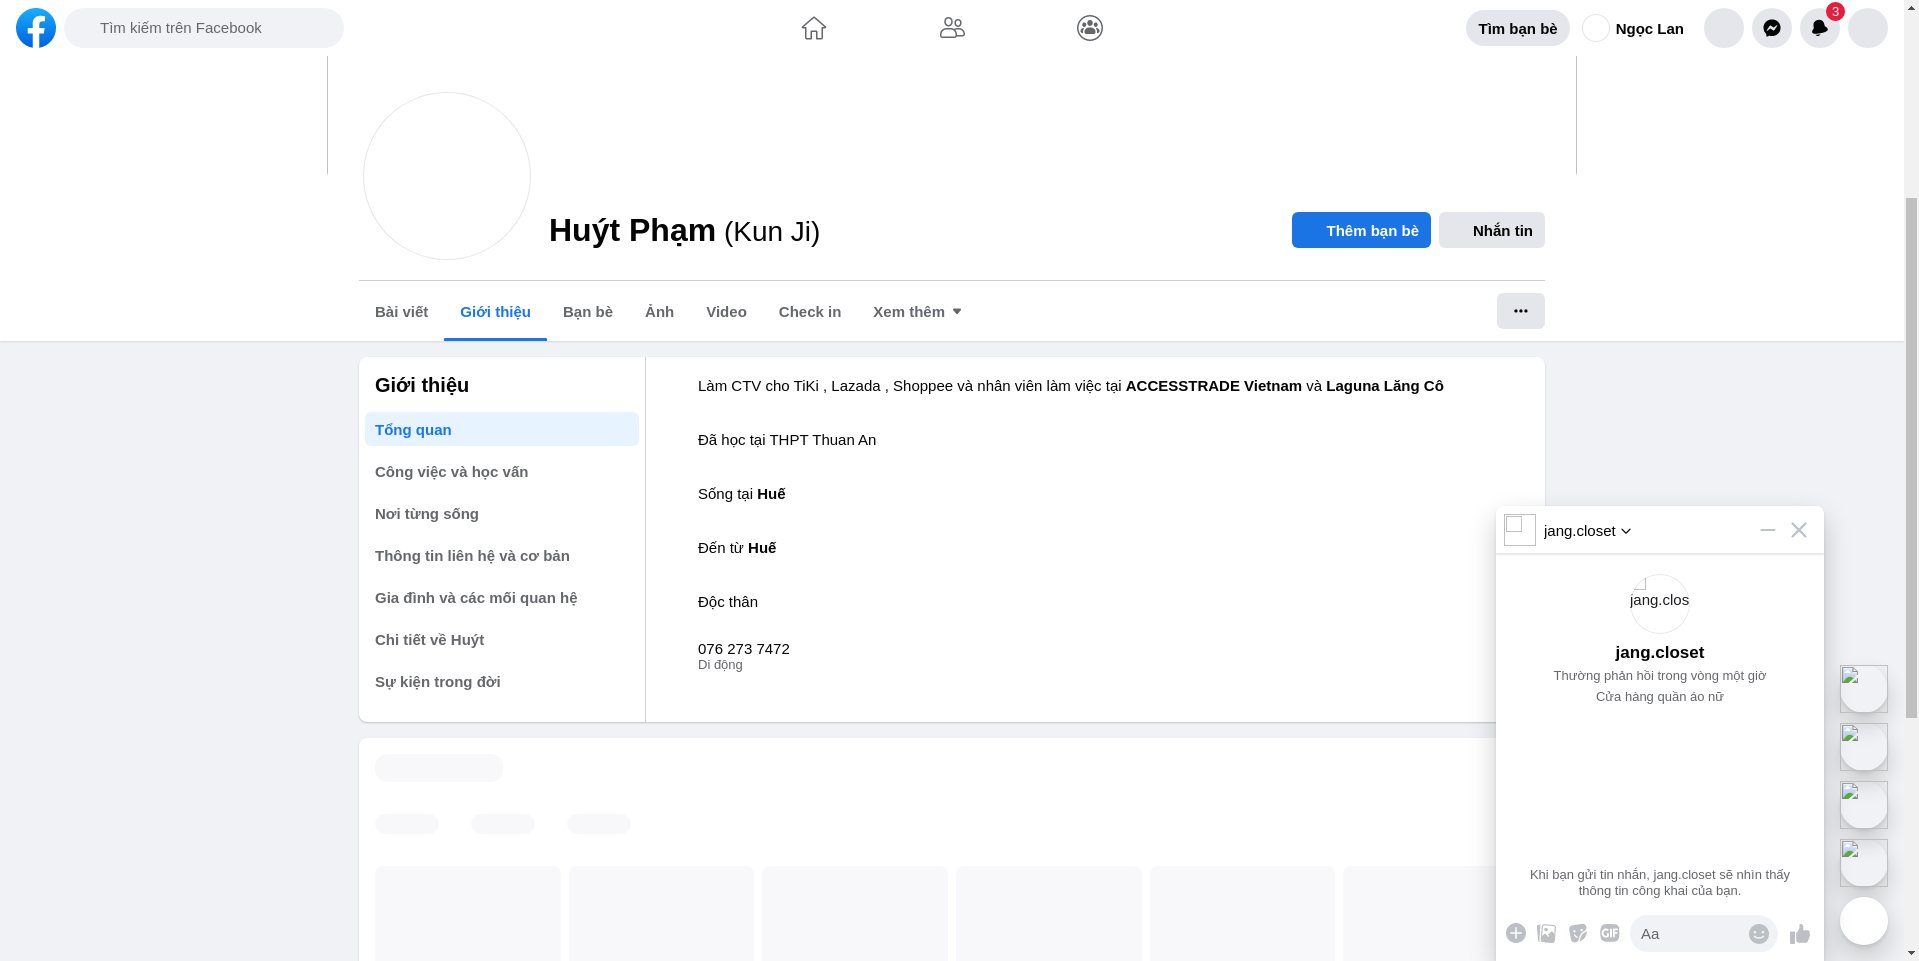 Tìm kiếm trên Facebook
Tìm bạn bè
Ngọc Lan
3
Huýt Phạm (Kun Ji)
Thêm bạn bè
Nhắn tin
Bài viết
Giới thiệu
Bạn bè
Ảnh
Video
Check in
Xem thêm
Giới thiệu
Tổng quan
Công việc và học vấn
Nơi từng sống
Thông tin liên hệ và cơ bản
Gia đình và các mối quan hệ
Chi tiết về Huýt
Sự kiện trong đời
Làm CTV cho TiKi , Lazada , Shoppee và nhân viên làm việc tại ACCESSTRADE Vietnam và Laguna Lăng Cô
Đã học tại THPT Thuan An
Sống tại Huế
Đến từ Huế
Độc thân
076 273 7472
Di động
jang.closet
jang.clos
jang.closet
Thường phản hồi trong vòng một giờ
Cửa hàng quần áo nữ
Khi bạn gửi tin nhắn, jang.closet sẽ nhìn thấy
thông tin công khai của bạn.
GIF
Aa